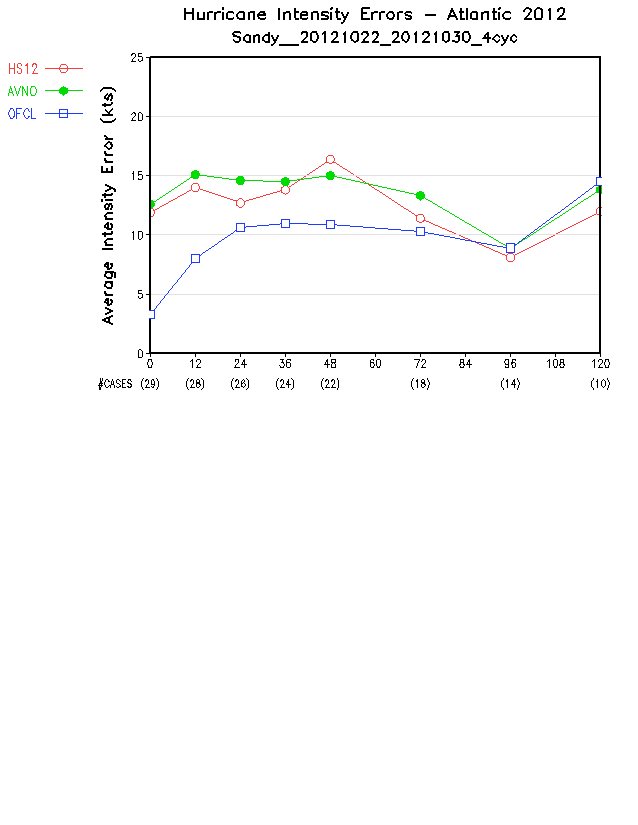 Hurricane Intensity Errors - Atlantic 2012
Sandy__20121022_20121030_4cyc
HS12
AVNO
OFCL
Average Intensity Error (kts)
25
20
15
10
5
0
0 12 24 36 48 60 72 84 96 108 120
#CASES (29) (28) (26) (24) (22) (18) (14) (10)